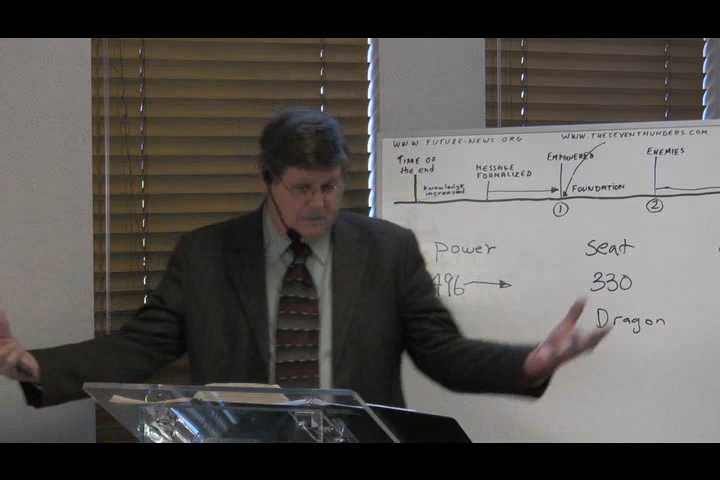 WWW.FUTURE-NEWS.ORG WWW.THESEVENTHUNDERS.COM
TIME OF the end
Knowledge increased
MESSAGE FORMALIZED
EMPOWERED
FOUNDATION
ENEMIES
1
2
power seat
496 330
Dragon